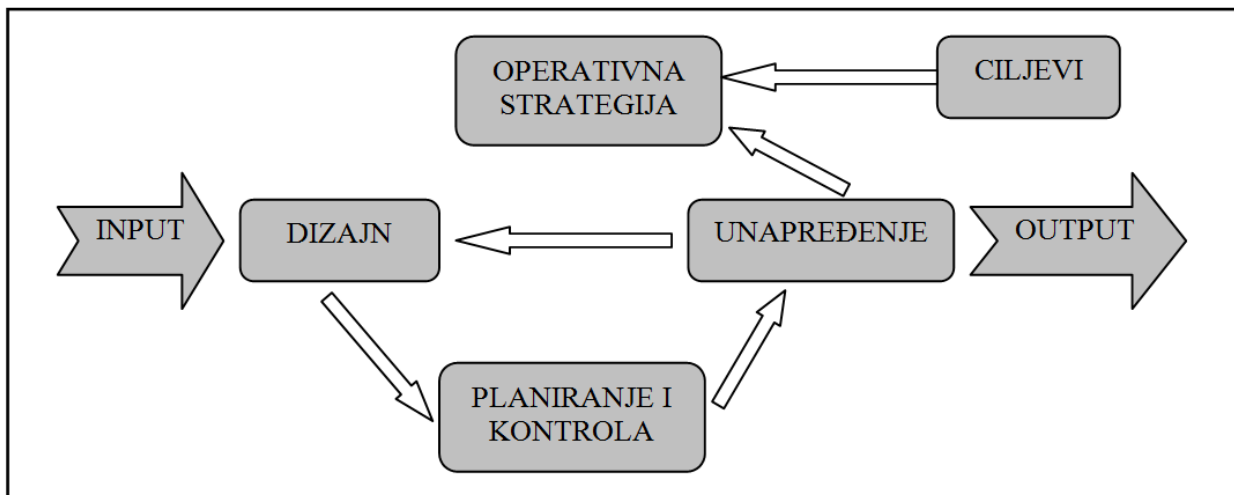 OPERATIVNA
STRATEGIJA
CILJEVI
INPUT
DIZAJN
UNAPREĐENJE
OUTPUT
PLANIRANJE I
KONTROLA